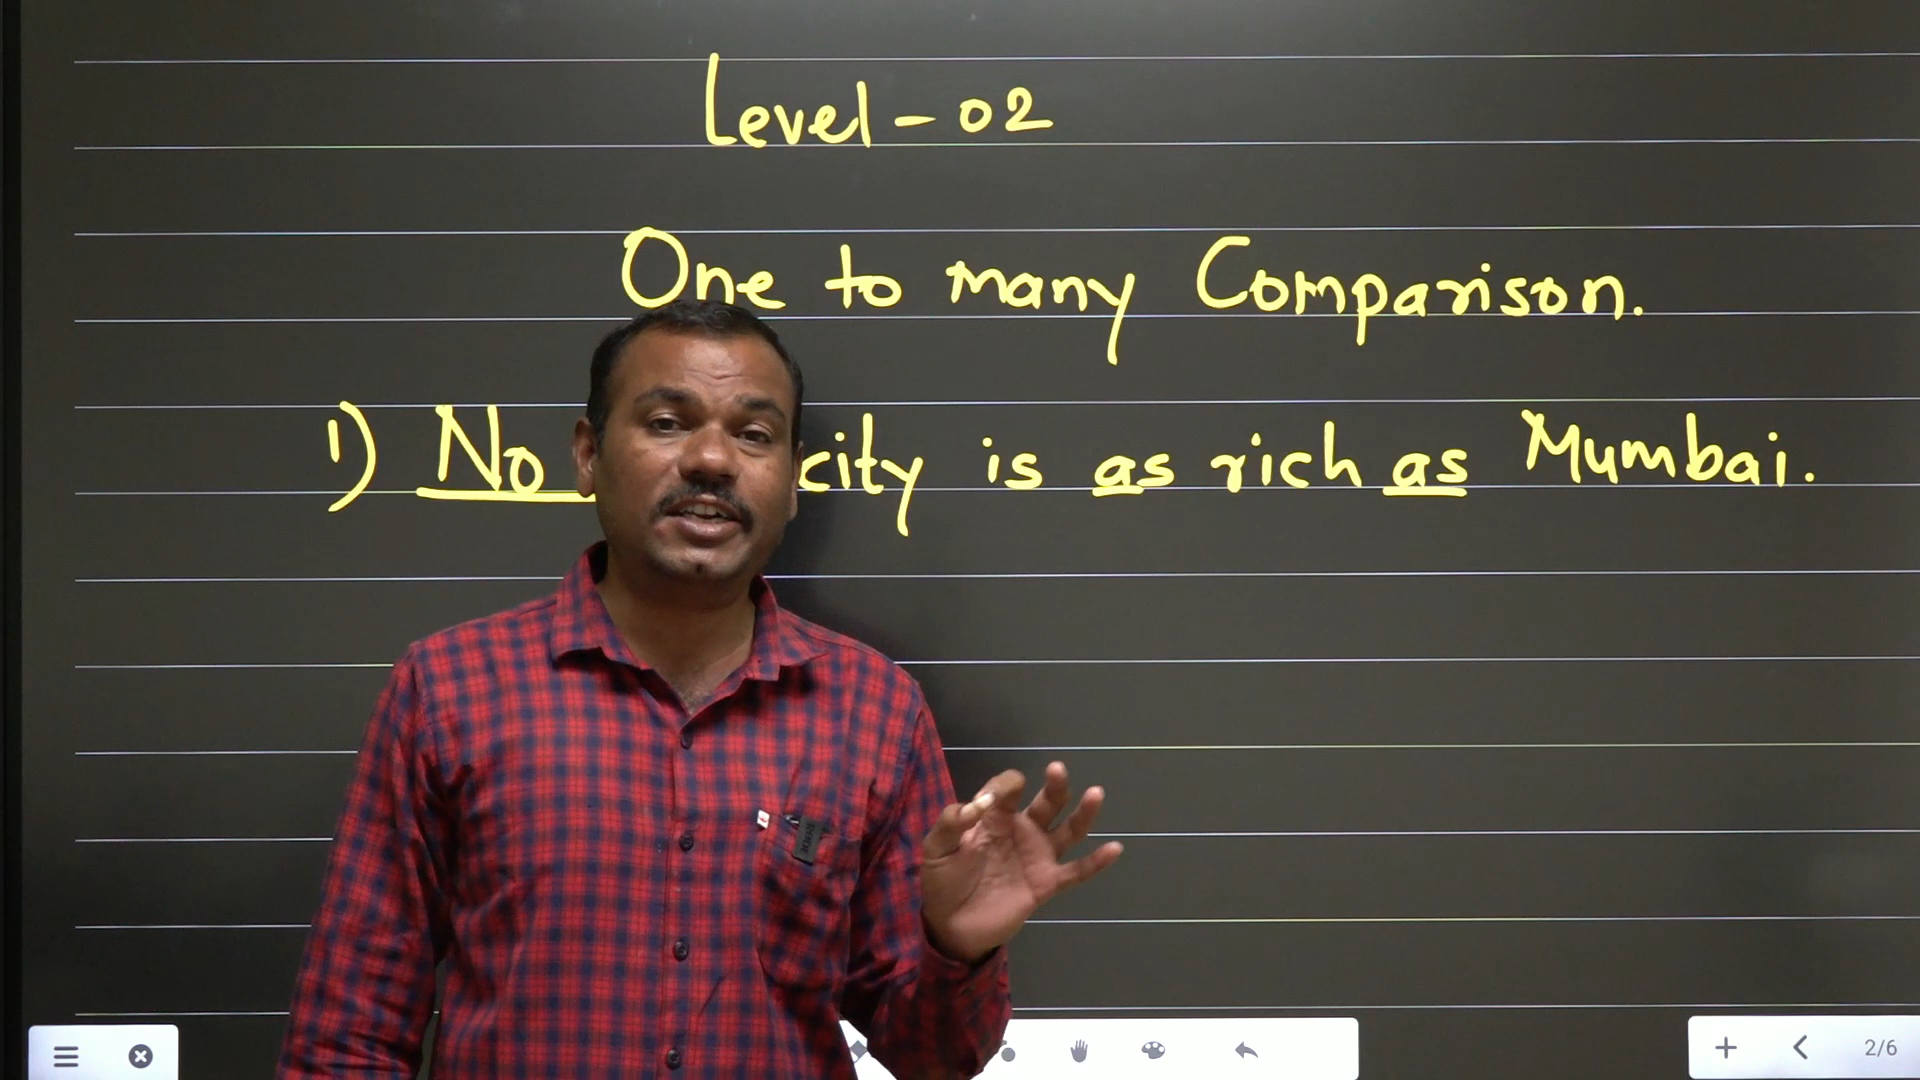 Level - 02
One to many Comparison.
1) No city is as rich as Mumbai.
2/6